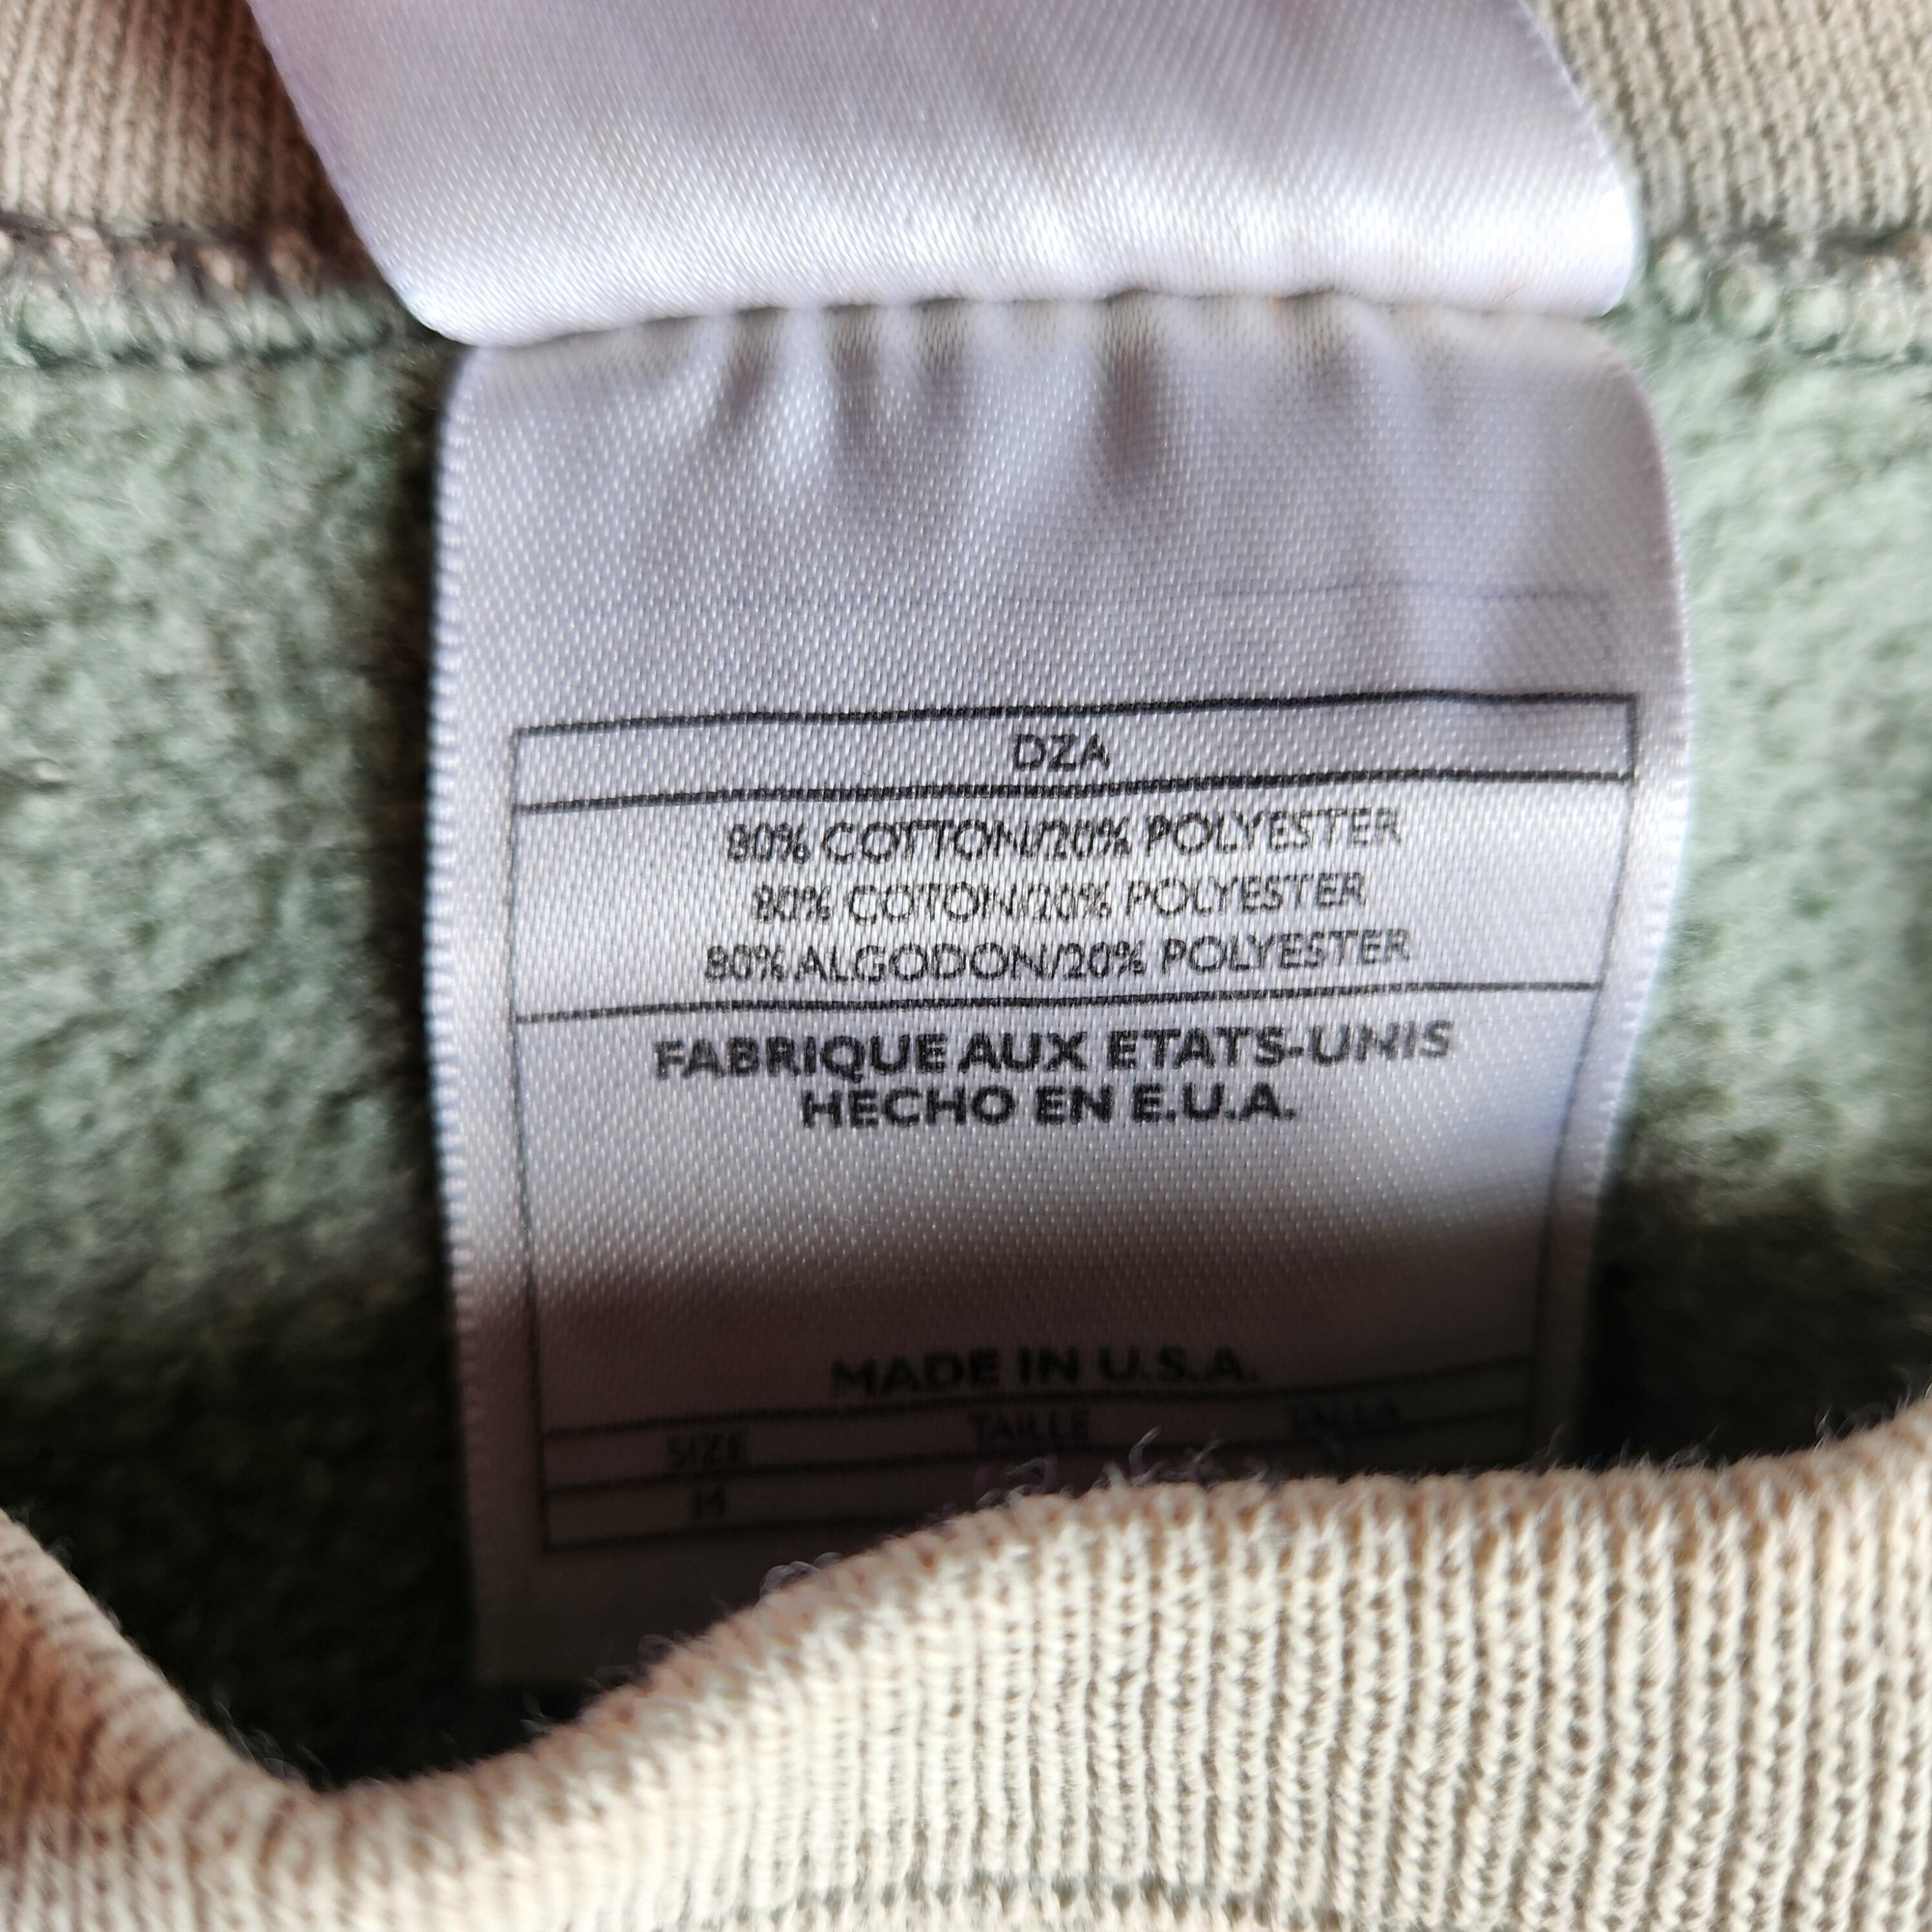 DZA
80% COTTON/20% POLYESTER
80% COTON/20% POLYESTER
80% ALGODON/20% POLYESTER
FABRIQUE AUX ETATS-UNIS
HECHO EN E.U.A.
MADE IN U.S.A.
SIZE TAILLE TALLA
M